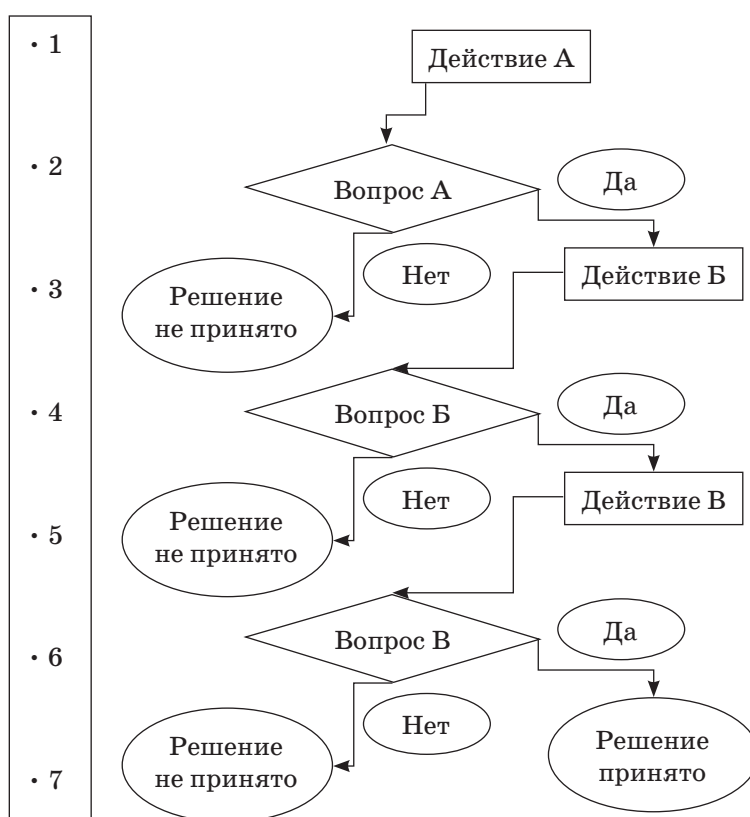 · 1
Действие А
· 2
Вопрос А
Да
· 3
Решение
не принято
Нет
Действие Б
· 4
Вопрос Б
Да
· 5
Решение
не принято
Нет
Действие В
· 6
Вопрос В
Да
· 7
Решение
не принято
Нет
Решение
принято